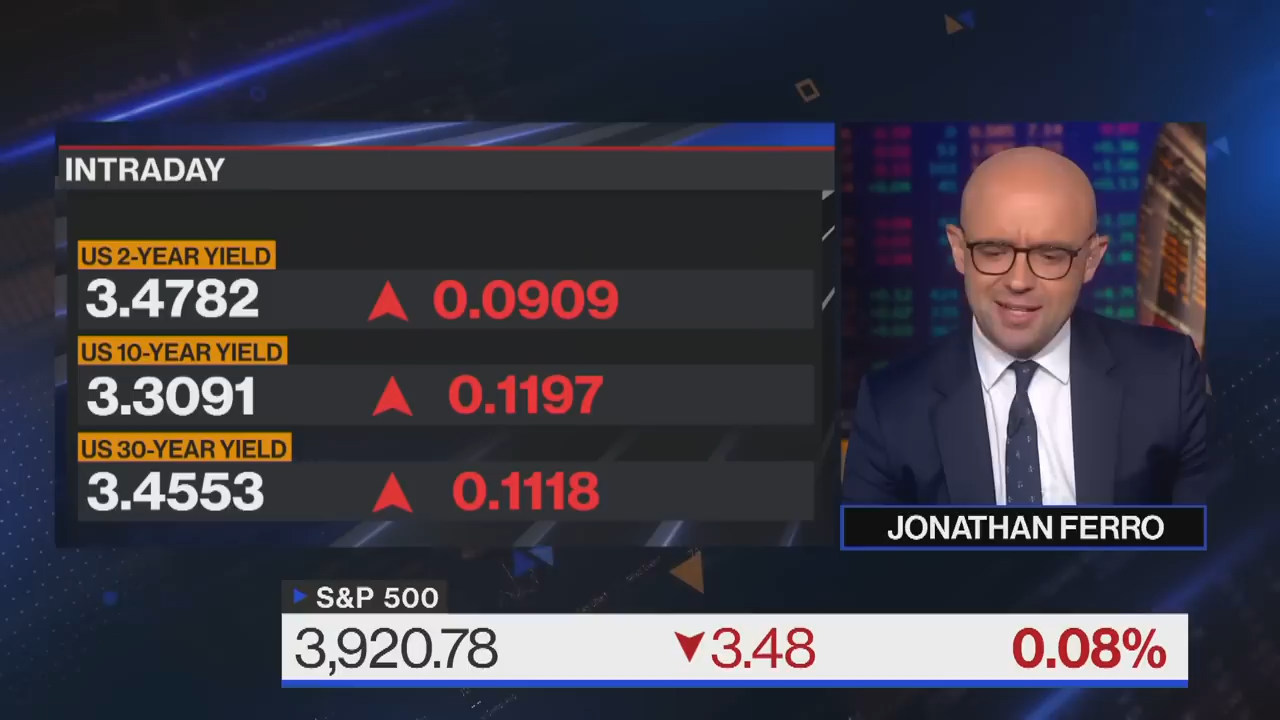 INTRADAY
US 2-YEAR YIELD
3.4782 ▲ 0.0909
US 10-YEAR YIELD
3.3091 ▲ 0.1197
US 30-YEAR YIELD
3.4553 ▲ 0.1118
JONATHAN FERRO
S&P 500
3,920.78 ▼3.48 0.08%